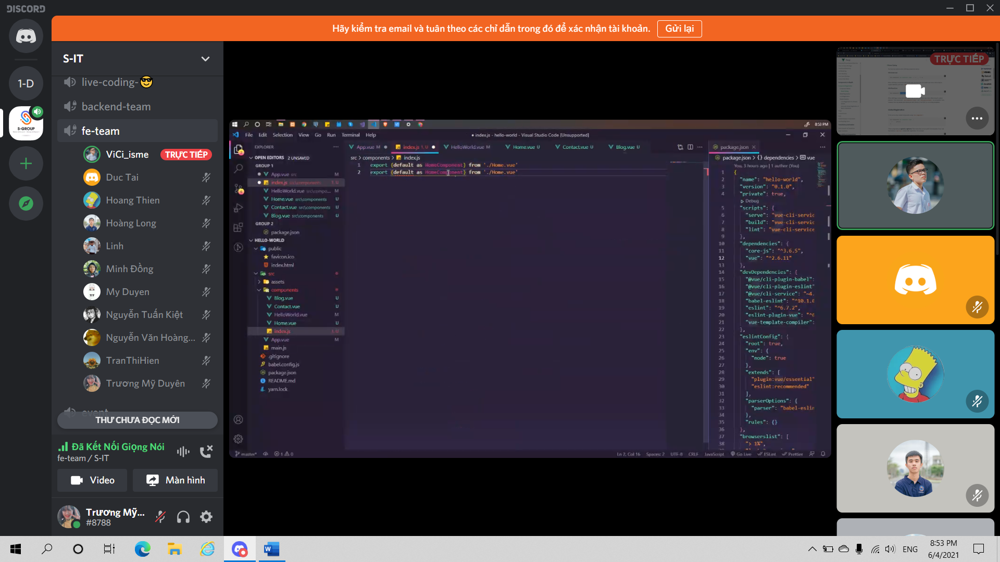 DISCORD
Hãy kiểm tra email và tuân theo các chỉ dẫn trong đó để xác nhận tài khoản.
Gửi lại
S-IT
live-coding-😎
1-D
backend-team
S-GROUP
fe-team
ViCi_isme
TRỰC TIẾP
Duc Tai
Hoang Thien
Hoàng Long
Linh
Minh Đồng
My Duyen
Nguyễn Tuấn Kiệt
Nguyễn Văn Hoàng...
TranThiHien
Trương Mỹ Duyên
event
THƯ CHƯA ĐỌC MỚI
Đã Kết Nối Giọng Nói
fe-team / S-IT
Video
Màn hình
Trương Mỹ...
#8788
8:53 PM
File Edit Selection View Go Run Terminal Help
● index.js - hello-world - Visual Studio Code [Unsupported]
EXPLORER
OPEN EDITORS 2 UNSAVED
GROUP 1
App.vue src M
index.js src\components 1, U
HelloWorld.vue src\compo... M
Home.vue src\components U
Contact.vue src\components U
Blog.vue src\components U
GROUP 2
package.json
HELLO-WORLD
public
favicon.ico
index.html
src
assets
components
Blog.vue U
Contact.vue U
HelloWorld.vue M
Home.vue U
index.js 1, U
App.vue M
main.js
.gitignore
babel.config.js
package.json
README.md
yarn.lock
App.vue M
index.js 1, U
HelloWorld.vue M
Home.vue U
Contact.vue U
Blog.vue U
src > components > index.js
1 export {default as HomeComponent} from './Home.vue'
2 export {default as HomeComponent} from './Home.vue'
package.json
package.json > {} dependencies > vue
You, 3 hours ago | 1 author (You)
1 {
2 "name": "hello-world",
3 "version": "0.1.0",
4 "private": true,
Debug
5 "scripts": {
6 "serve": "vue-cli-servic
7 "build": "vue-cli-servic
8 "lint": "vue-cli-service
9 },
10 "dependencies": {
11 "core-js": "^3.6.5",
12 "vue": "^2.6.11"
13 },
14 "devDependencies": {
15 "@vue/cli-plugin-babel":
16 "@vue/cli-plugin-eslint"
17 "@vue/cli-service": "~4.
18 "babel-eslint": "^10.1.0
19 "eslint": "^6.7.2",
20 "eslint-plugin-vue": "^6
21 "vue-template-compiler":
22 },
23 "eslintConfig": {
24 "root": true,
25 "env": {
26 "node": true
27 },
28 "extends": [
29 "plugin:vue/essential"
30 "eslint:recommended"
31 ],
32 "parserOptions": {
33 "parser": "babel-eslin
34 },
35 "rules": {}
36 },
37 "browserslist": [
38 "> 1%",
master*
1 0
Ln 2, Col 16 Spaces: 2 UTF-8 CRLF JavaScript Go Live ESLint Prettier
TRỰC TIẾP
ENG
8:53 PM
6/4/2021